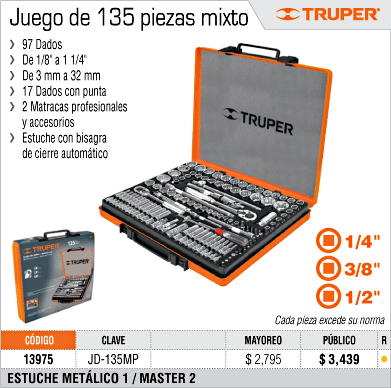 Juego de 135 piezas mixto
TRUPER®
› 97 Dados
› De 1/8" a 1 1/4"
› De 3 mm a 32 mm
› 17 Dados con punta
› 2 Matracas profesionales
y accesorios
› Estuche con bisagra
de cierre automático
TRUPER
TRUPER
135
1/4"
3/8"
1/2"
Cada pieza excede su norma
CÓDIGO CLAVE MAYOREO PÚBLICO R
13975 JD-135MP $ 2,795 $ 3,439
ESTUCHE METÁLICO 1 / MASTER 2